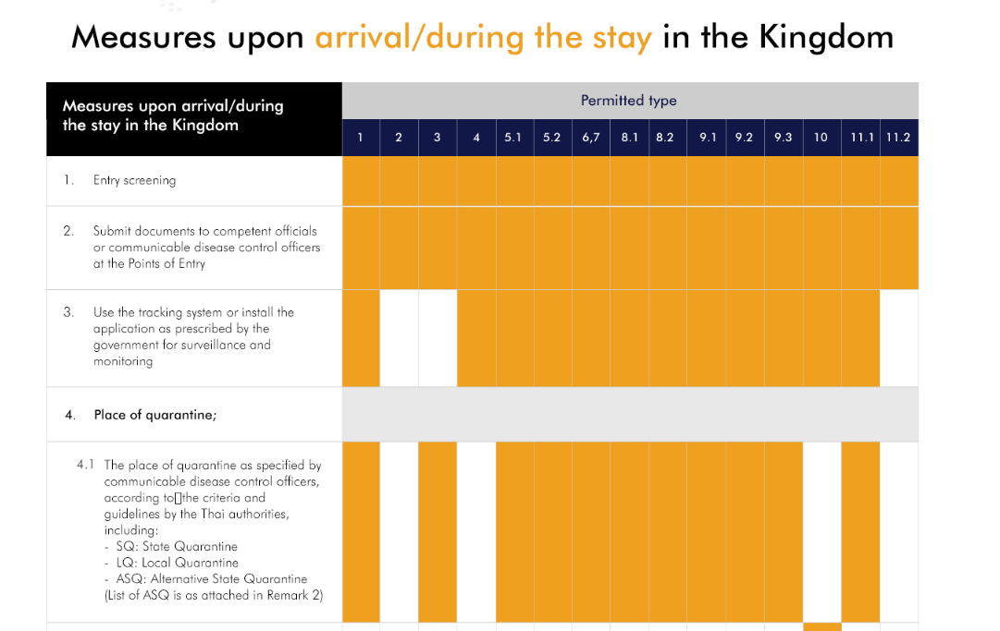 Measures upon arrival/during the stay in the Kingdom
Measures upon arrival/during
the stay in the Kingdom
Permitted type
1 2 3 4 5.1 5.2 6,7 8.1 8.2 9.1 9.2 9.3 10 11.1 11.2
1. Entry screening
2. Submit documents to competent officials
or communicable disease control officers
at the Points of Entry
3. Use the tracking system or install the
application as prescribed by the
government for surveillance and
monitoring
4. Place of quarantine;
4.1 The place of quarantine as specified by
communicable disease control officers,
according to▯the criteria and
guidelines by the Thai authorities,
including:
- SQ: State Quarantine
- LQ: Local Quarantine
- ASQ: Alternative State Quarantine
(List of ASQ is as attached in Remark 2)